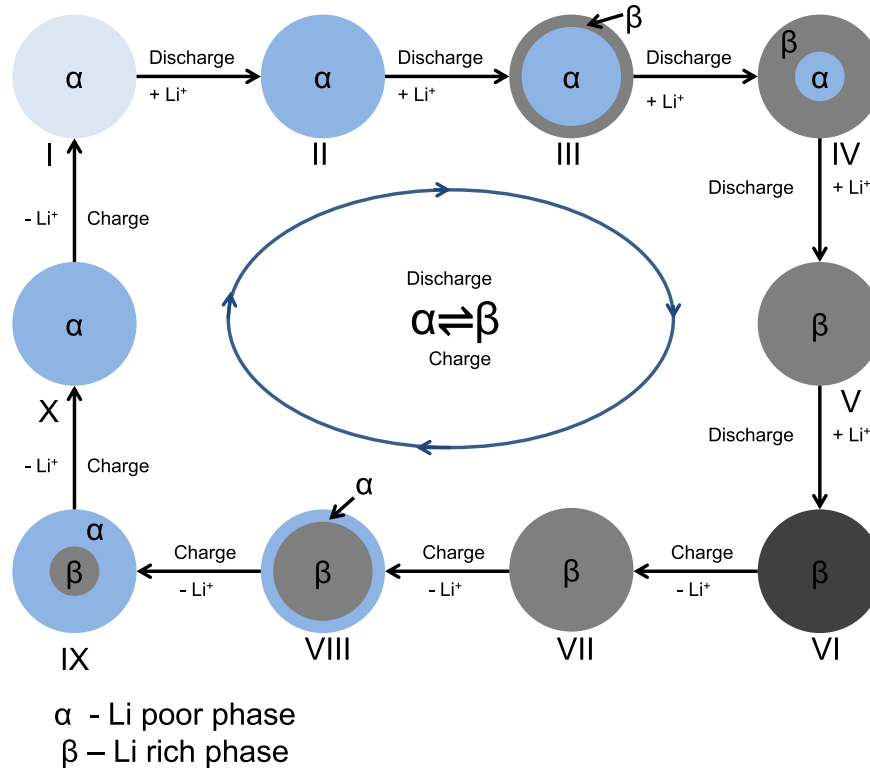 β
α
Discharge
+ Li⁺
α
Discharge
+ Li⁺
α
Discharge
+ Li⁺
β
α
I
II
III
IV
- Li⁺
Charge
Discharge
+ Li⁺
Discharge
α⇌β
Charge
α
β
X
V
- Li⁺
Charge
Discharge
+ Li⁺
α
α
β
Charge
- Li⁺
β
Charge
- Li⁺
β
Charge
- Li⁺
β
IX
VIII
VII
VI
α - Li poor phase
β – Li rich phase